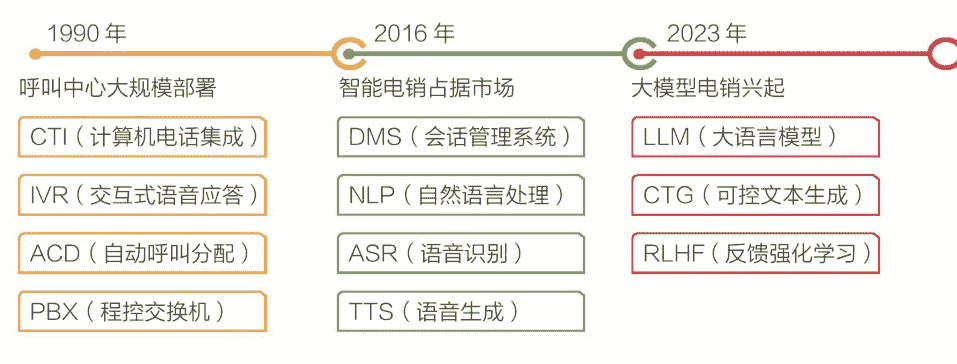 1990 年
呼叫中心大规模部署
CTI（计算机电话集成）
IVR（交互式语音应答）
ACD（自动呼叫分配）
PBX（程控交换机）
2016 年
智能电销占据市场
DMS（会话管理系统）
NLP（自然语言处理）
ASR（语音识别）
TTS（语音生成）
2023 年
大模型电销兴起
LLM（大语言模型）
CTG（可控文本生成）
RLHF（反馈强化学习）